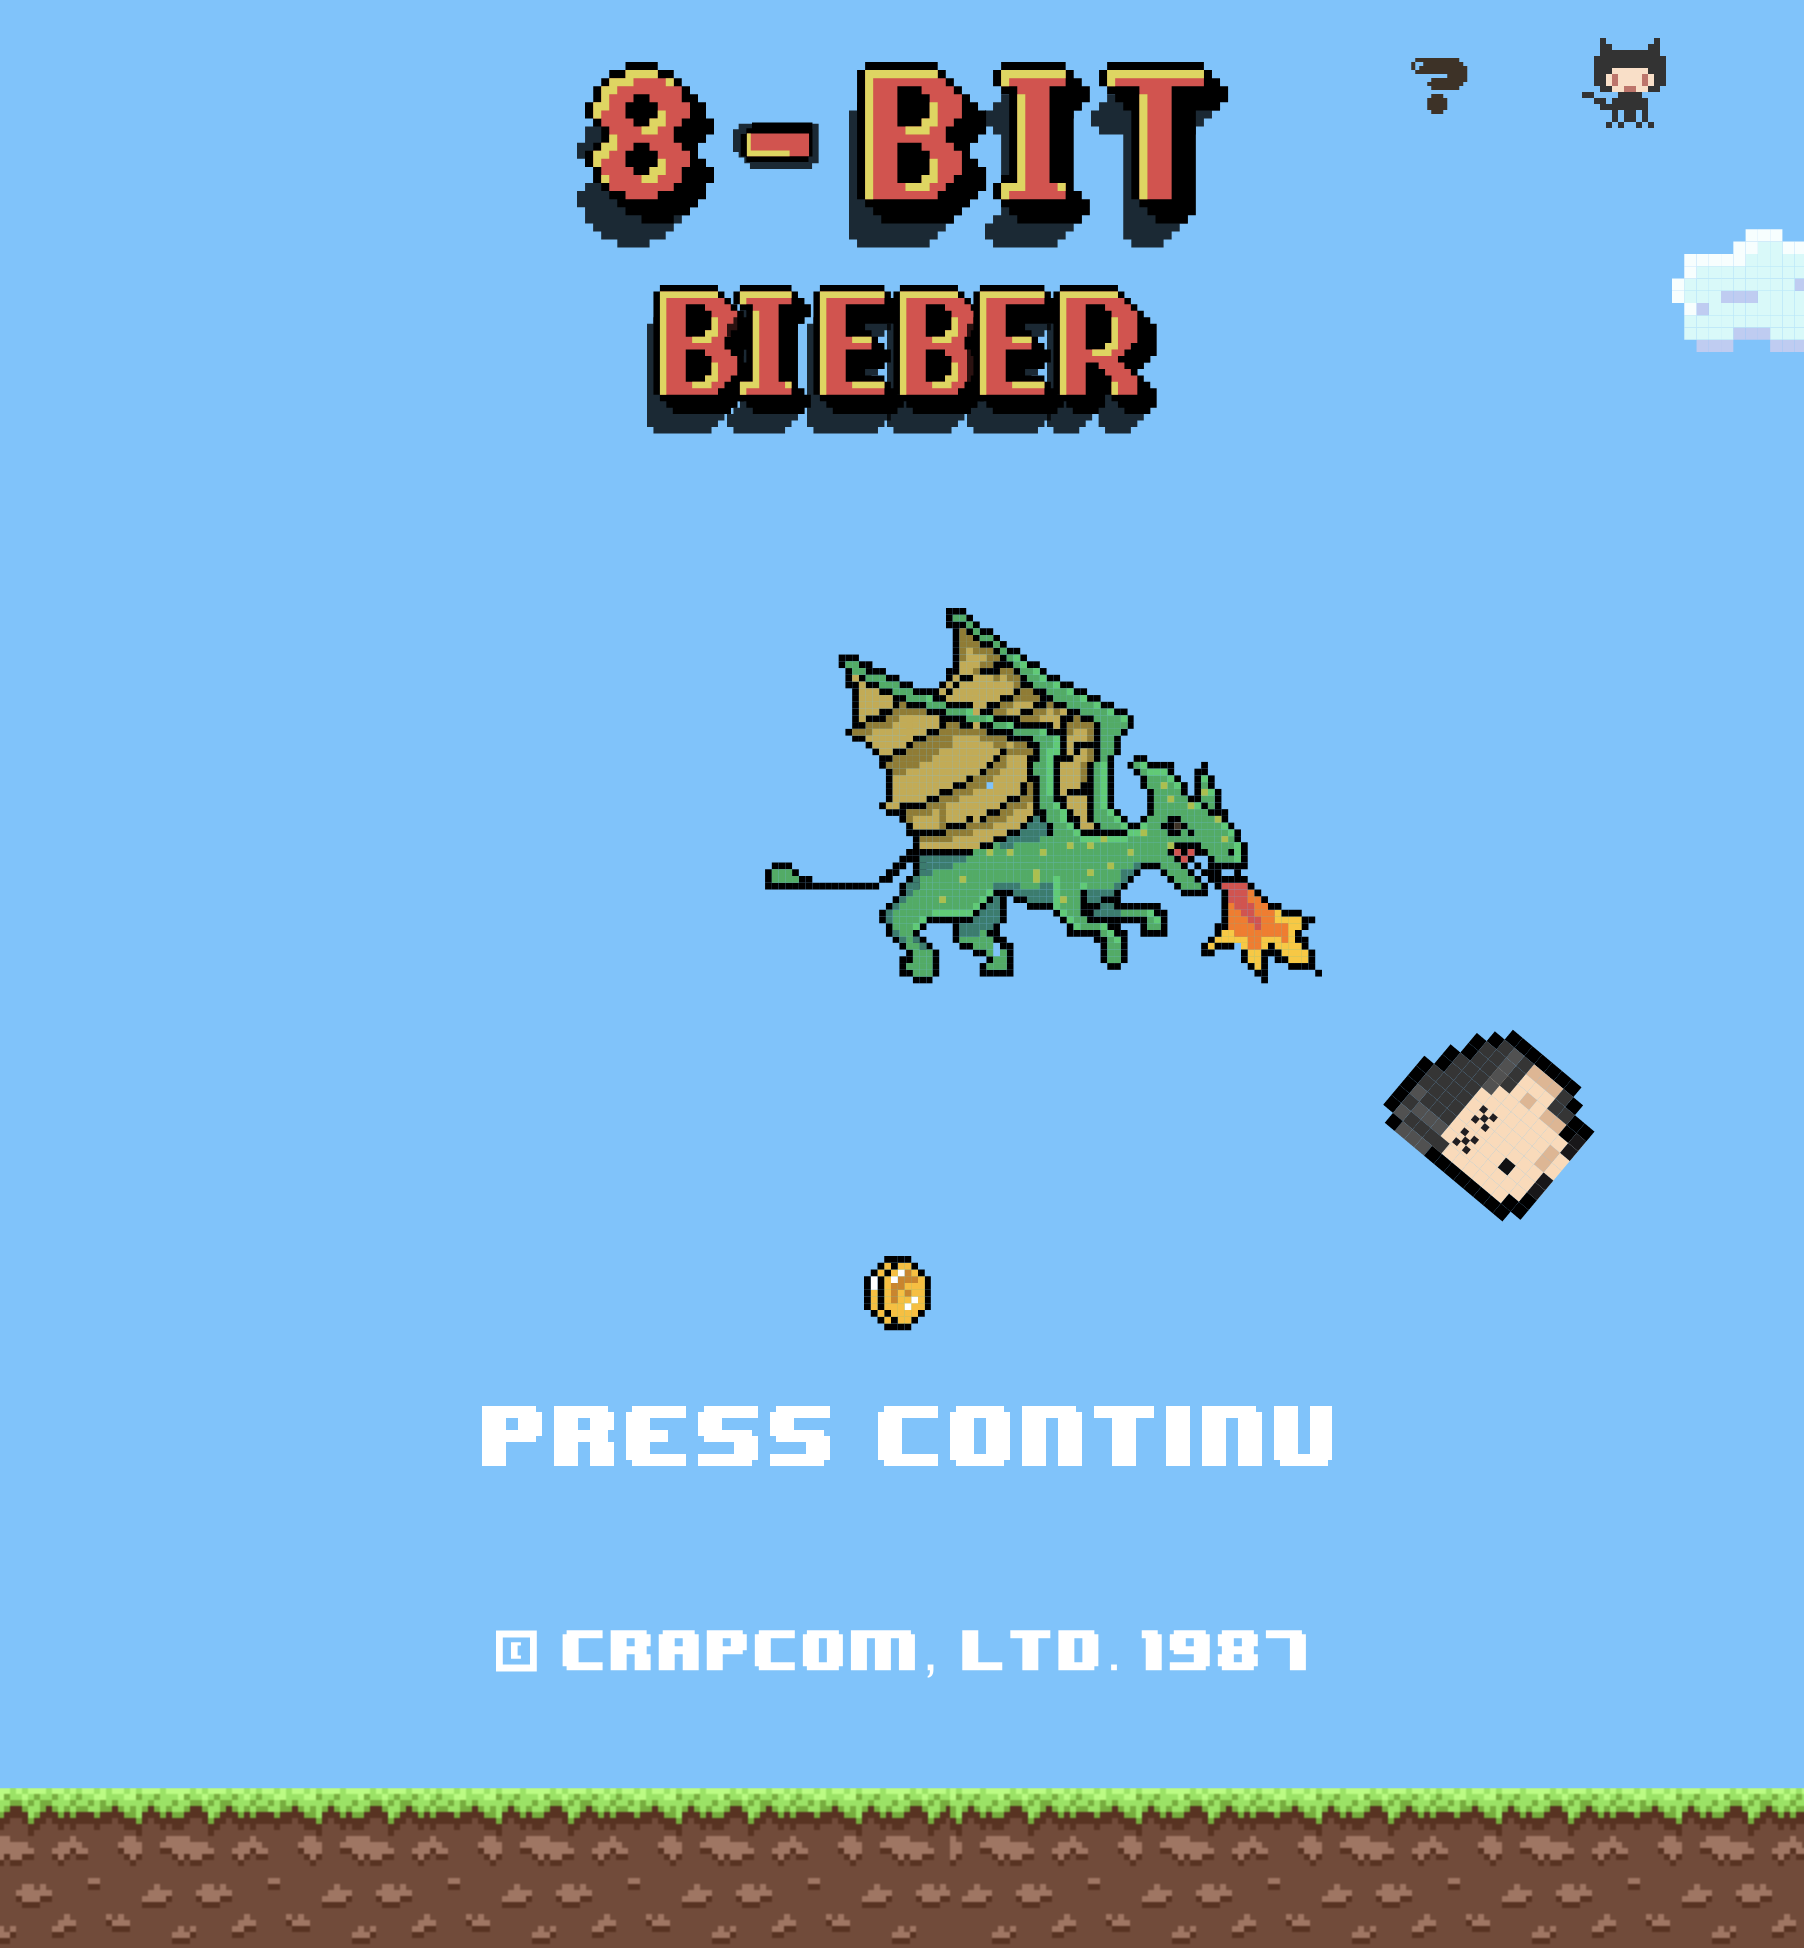 8-BIT
?
BIEBER
PRESS CONTINU
© CRAPCOM, LTD. 1987